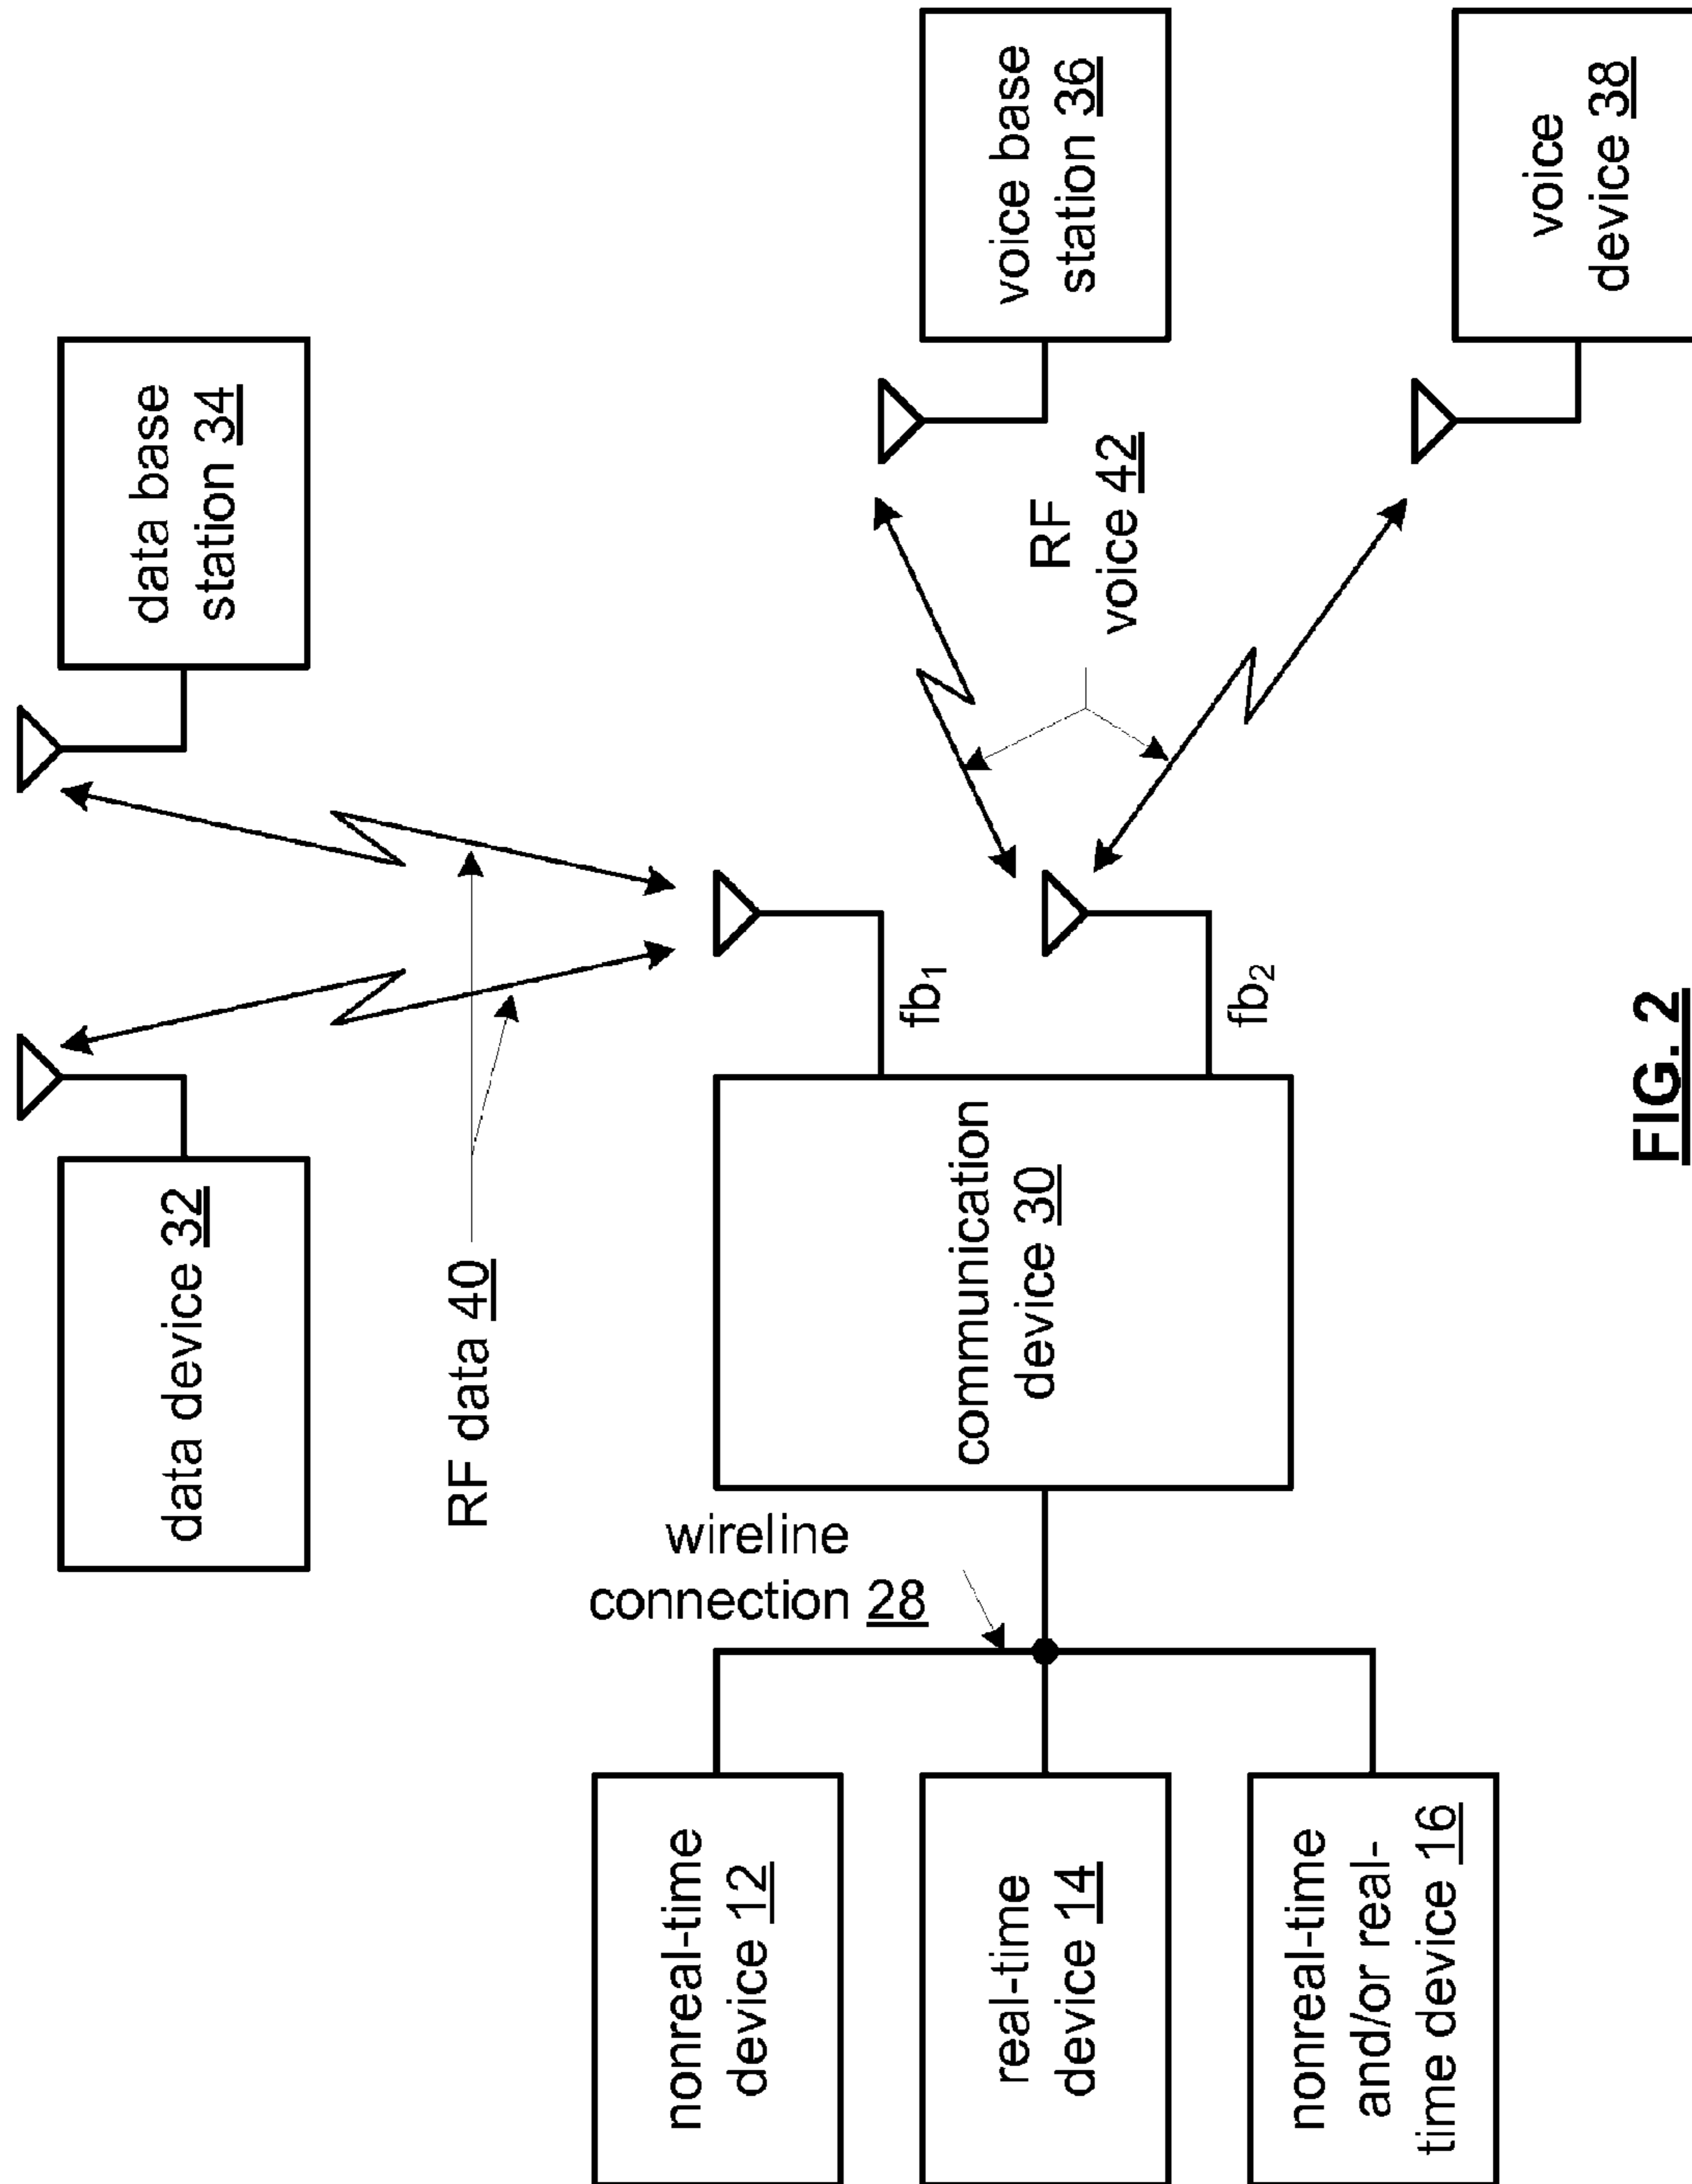 data device 32
data base
station 34
RF data 40
nonreal-time
device 12
wireline
connection 28
communication
device 30
fb1
fb2
real-time
device 14
nonreal-time
and/or real-
time device 16
voice base
station 36
RF
voice 42
voice
device 38
FIG. 2